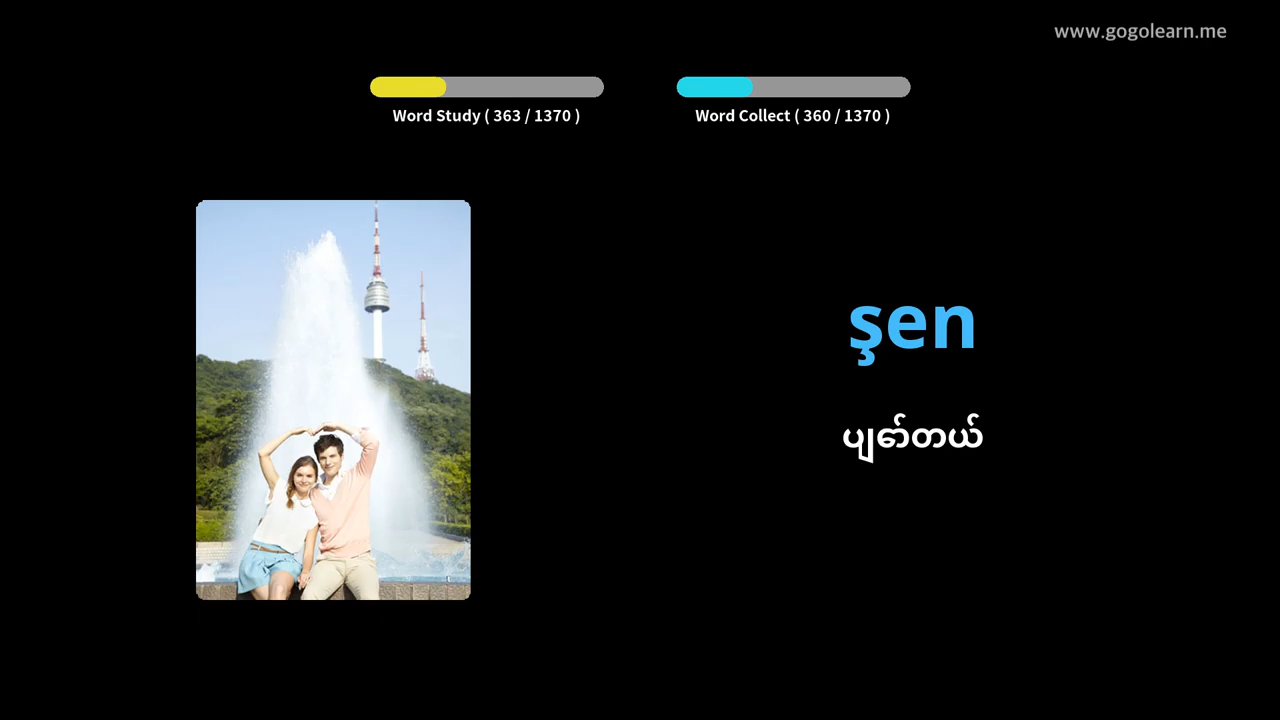 www.gogolearn.me
Word Study ( 363 / 1370 )
Word Collect ( 360 / 1370 )
şen
ပျော်တယ်